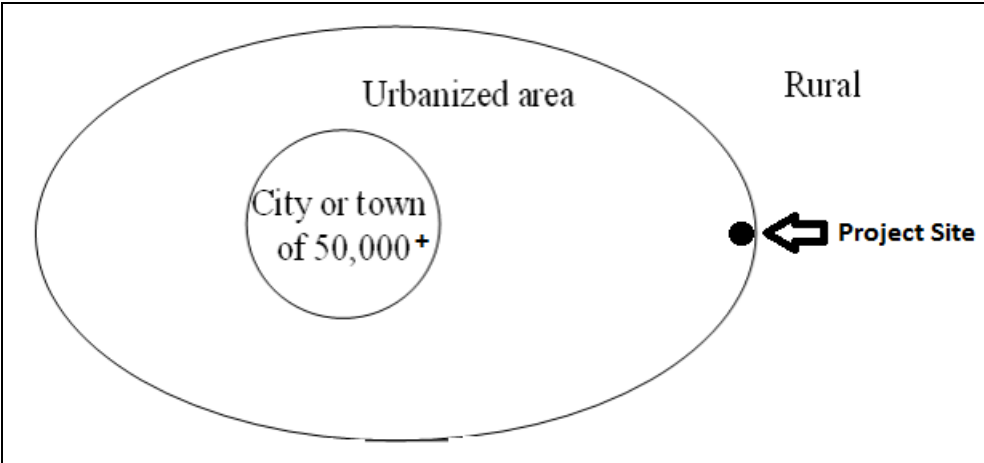 Urbanized area
Rural
City or town
of 50,000+
Project Site